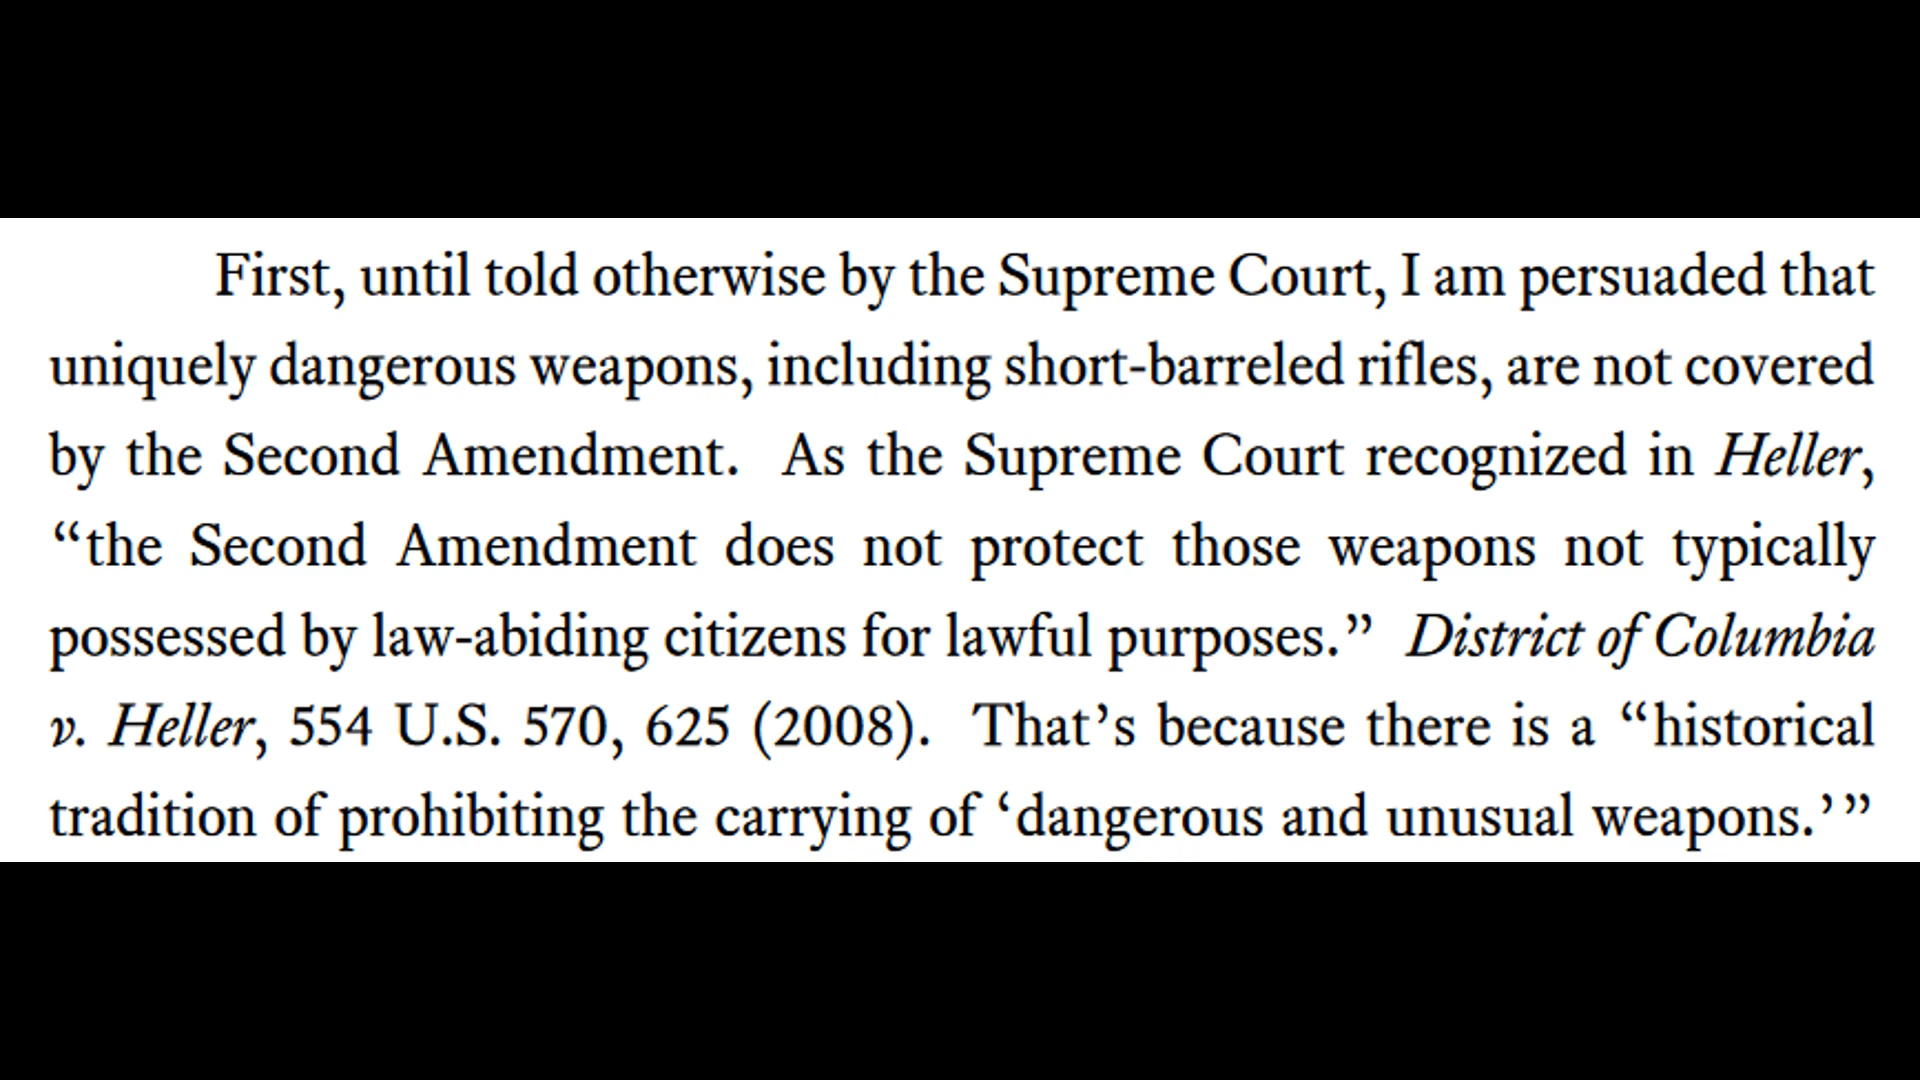 First, until told otherwise by the Supreme Court, I am persuaded that
uniquely dangerous weapons, including short-barreled rifles, are not covered
by the Second Amendment.  As the Supreme Court recognized in Heller,
“the Second Amendment does not protect those weapons not typically
possessed by law-abiding citizens for lawful purposes.”  District of Columbia
v. Heller, 554 U.S. 570, 625 (2008).  That’s because there is a “historical
tradition of prohibiting the carrying of ‘dangerous and unusual weapons.’”